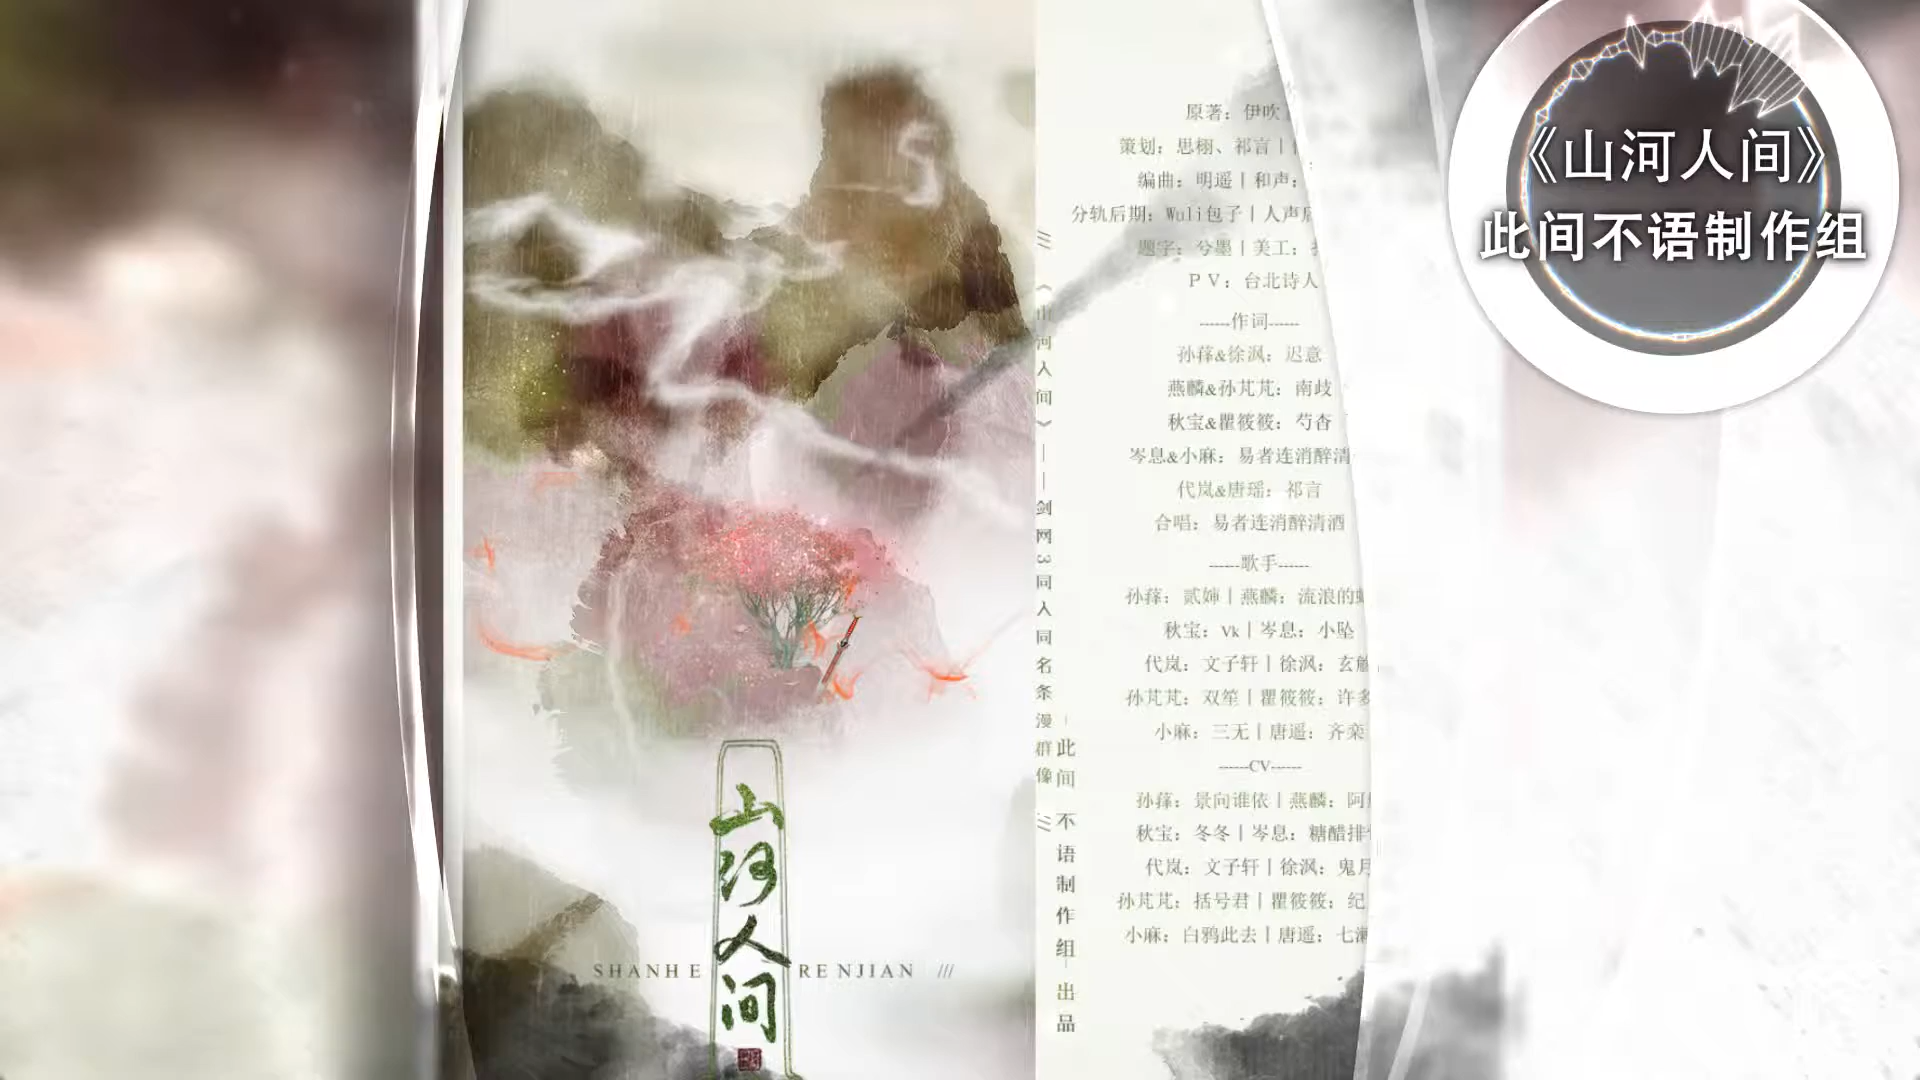 《山河人间》
此间不语制作组
原著：伊吹
策划：思栩、祁言丨
编曲：明遥丨和声：
分轨后期：Wuli包子丨人声后
题字：兮墨丨美工：
PV：台北诗人
------作词------
孙蕤&徐沨：迟意
燕麟&孙芃芃：南歧
秋宝&瞿筱筱：芍杏
岑息&小麻：易者连消醉清
代岚&唐瑶：祁言
合唱：易者连消醉清酒
------歌手------
孙蕤：贰婶丨燕麟：流浪的
秋宝：Vk丨岑息：小坠
代岚：文子轩丨徐沨：玄觞
孙芃芃：双笙丨瞿筱筱：许多
小麻：三无丨唐遥：齐栾
------CV------
孙蕤：景向谁依丨燕麟：阿
秋宝：冬冬丨岑息：糖醋排
代岚：文子轩丨徐沨：鬼月
孙芃芃：括号君丨瞿筱筱：纪
小麻：白鸦此去丨唐遥：七
/// 《山河人间》——剑网3同人同名条漫群像 ///
此间不语制作组 出品
山河人间
SHANHE RENJIAN ///